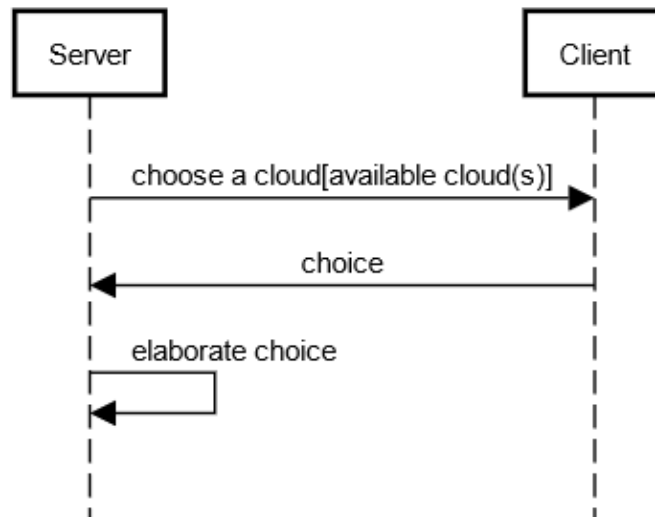 Server
Client
choose a cloud[available cloud(s)]
choice
elaborate choice